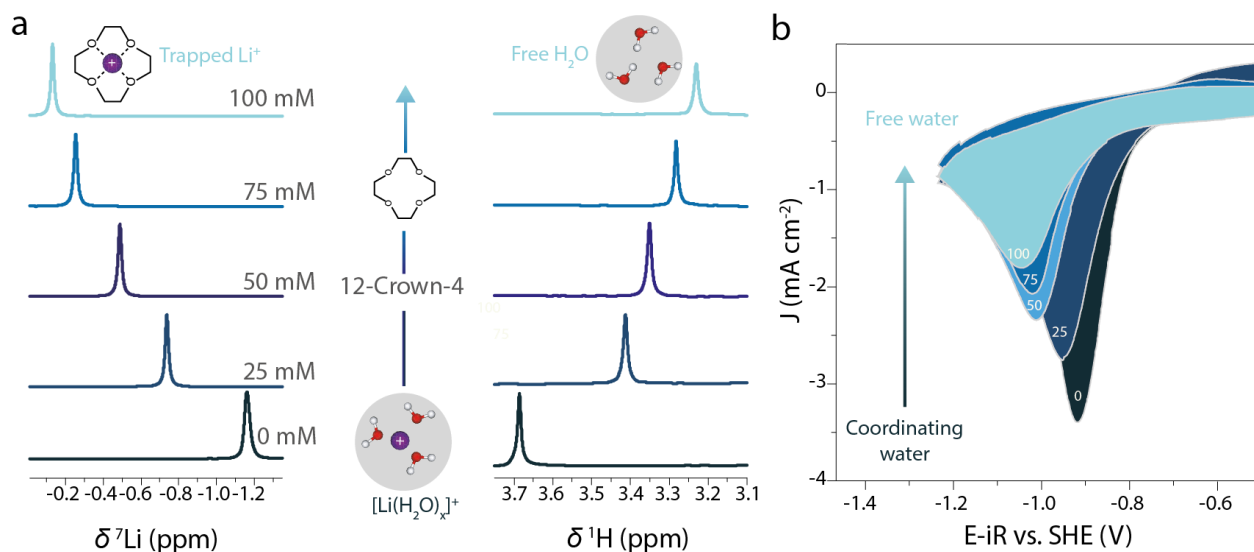 a
Trapped Li⁺
100 mM
75 mM
50 mM
25 mM
0 mM
-0.2 -0.4 -0.6 -0.8 -1.0 -1.2
δ ⁷Li (ppm)
O O
O O
+
12-Crown-4
+
[Li(H₂O)ₓ]⁺
Free H₂O
100
75
3.7 3.6 3.5 3.4 3.3 3.2 3.1
δ ¹H (ppm)
b
0
-1
-2
-3
-4
J (mA cm⁻²)
Free water
Coordinating
water
100
75
50
25
0
-1.4 -1.2 -1.0 -0.8 -0.6
E-iR vs. SHE (V)